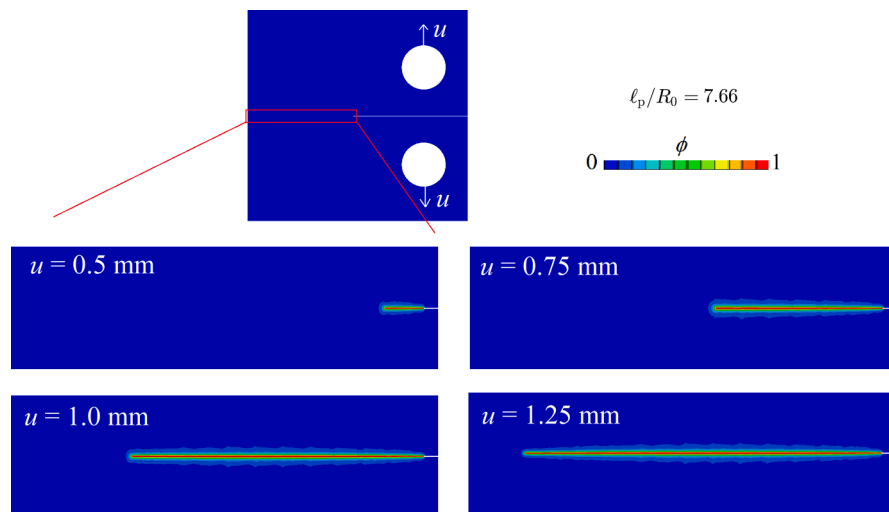 u
ℓp/R0 = 7.66
ϕ
0 1
u
u = 0.5 mm
u = 0.75 mm
u = 1.0 mm
u = 1.25 mm